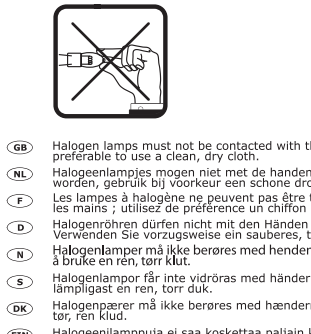 GB Halogen lamps must not be contacted with
preferable to use a clean, dry cloth.
NL Halogeenlampjes mogen niet met de handen
worden, gebruik bij voorkeur een schone
F Les lampes à halogène ne peuvent pas être
les mains ; utilisez de préférence un chiffon
D Halogenröhren dürfen nicht mit den Händen
Verwenden Sie vorzugsweise ein sauberes,
N Halogenlamper må ikke berøres med
å bruke en ren, tørr klut.
S Halogenlampor får inte vidröras med händer
lämpligast en ren, torr duk.
DK Halogenpærer må ikke berøres med
tør, ren klud.
Halogeenilamppuja ei saa koskettaa paljain